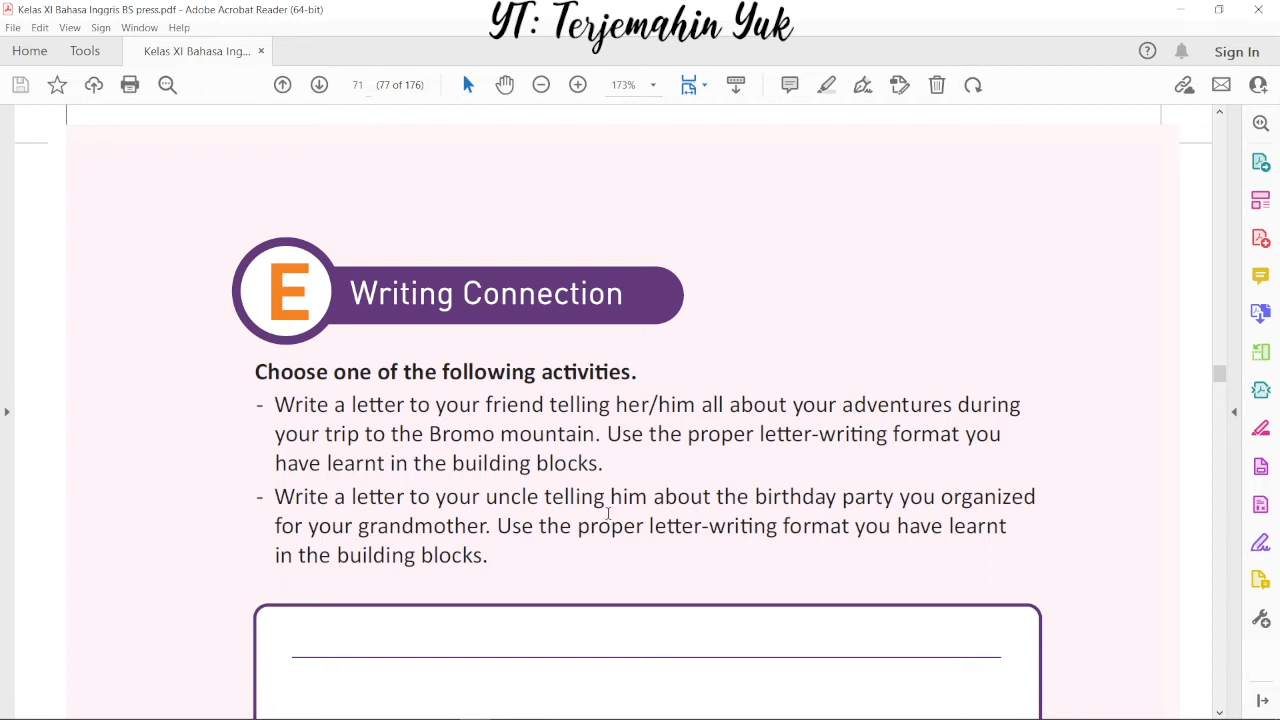 Kelas XI Bahasa Inggris BS press.pdf - Adobe Acrobat Reader (64-bit)
YT: Terjemahin Yuk
File Edit View Sign Window Help
Home Tools Kelas XI Bahasa Ing... × Sign In
71 (77 of 176) 173%
E Writing Connection
Choose one of the following activities.
- Write a letter to your friend telling her/him all about your adventures during
your trip to the Bromo mountain. Use the proper letter-writing format you
have learnt in the building blocks.
- Write a letter to your uncle telling him about the birthday party you organized
for your grandmother. Use the proper letter-writing format you have learnt
in the building blocks.